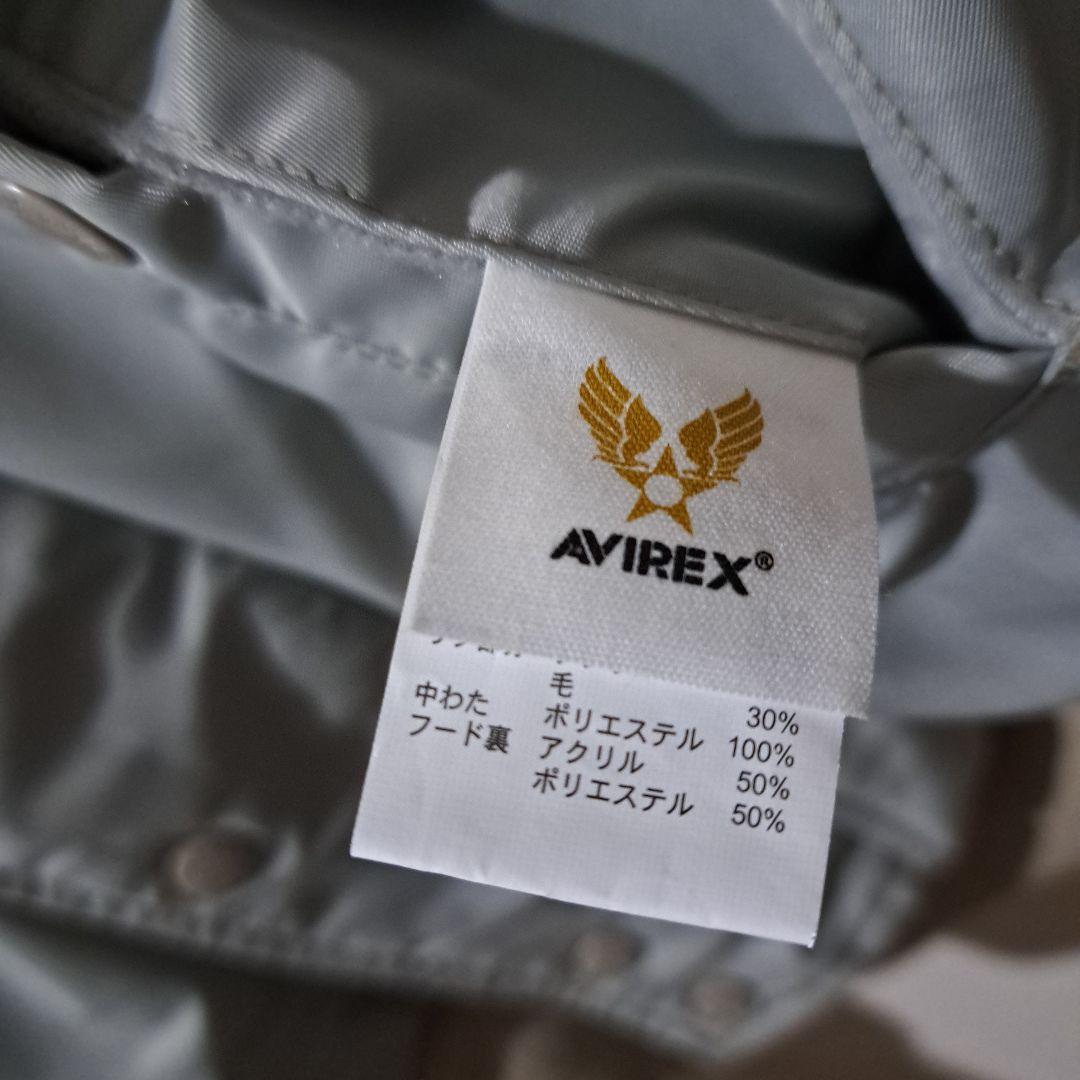 AVIREX®
毛 30%
中わた ポリエステル 100%
フード裏 アクリル 50%
ポリエステル 50%